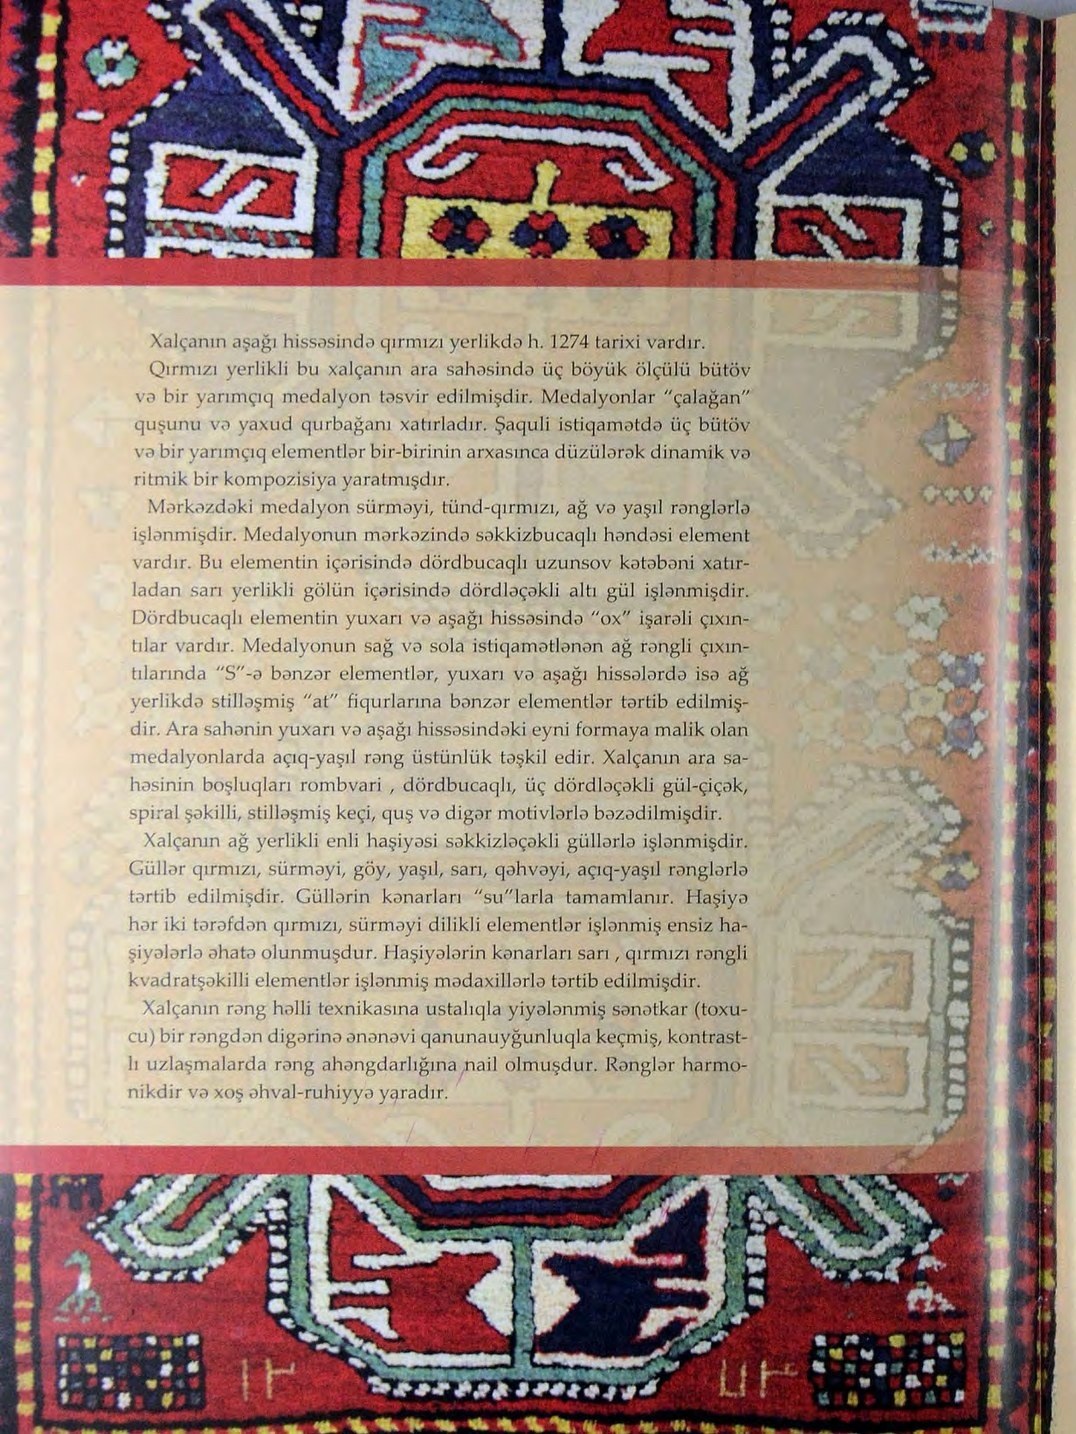 Xalçanın aşağı hissəsində qırmızı yerlikdə h. 1274 tarixi vardır.
Qırmızı yerlikli bu xalçanın ara sahəsində üç böyük ölçülü bütöv
və bir yarımçıq medalyon təsvir edilmişdir. Medalyonlar "çalağan"
quşunu və yaxud qurbağanı xatırladır. Şaquli istiqamətdə üç bütöv
və bir yarımçıq elementlər bir-birinin arxasınca düzülərək dinamik və
ritmik bir kompozisiya yaratmışdır.
Mərkəzdəki medalyon sürməyi, tünd-qırmızı, ağ və yaşıl rənglərlə
işlənmişdir. Medalyonun mərkəzində səkkizbucaqlı həndəsi element
vardır. Bu elementin içərisində dördbucaqlı uzunsov kətəbəni xatır-
ladan sarı yerlikli gölün içərisində dördləçəkli altı gül işlənmişdir.
Dördbucaqlı elementin yuxarı və aşağı hissəsində "ox" işarəli çıxın-
tılar vardır. Medalyonun sağ və sola istiqamətlənən ağ rəngli çıxın-
tılarında "S"-ə bənzər elementlər, yuxarı və aşağı hissələrdə isə ağ
yerlikdə stilləşmiş "at" fiqurlarına bənzər elementlər tərtib edilmiş-
dir. Ara sahənin yuxarı və aşağı hissəsindəki eyni formaya malik olan
medalyonlarda açıq-yaşıl rəng üstünlük təşkil edir. Xalçanın ara sa-
həsinin boşluqları rombvari , dördbucaqlı, üç dördləçəkli gül-çiçək,
spiral şəkilli, stilləşmiş keçi, quş və digər motivlərlə bəzədilmişdir.
Xalçanın ağ yerlikli enli haşiyəsi səkkizləçəkli güllərlə işlənmişdir.
Güllər qırmızı, sürməyi, göy, yaşıl, sarı, qəhvəyi, açıq-yaşıl rənglərlə
tərtib edilmişdir. Güllərin kənarları "su"larla tamamlanır. Haşiyə
hər iki tərəfdən qırmızı, sürməyi dilikli elementlər işlənmiş ensiz ha-
şiyələrlə əhatə olunmuşdur. Haşiyələrin kənarları sarı , qırmızı rəngli
kvadratşəkilli elementlər işlənmiş mədaxillərlə tərtib edilmişdir.
Xalçanın rəng həlli texnikasına ustalıqla yiyələnmiş sənətkar (toxu-
cu) bir rəngdən digərinə ənənəvi qanunauyğunluqla keçmiş, kontrast-
lı uzlaşmalarda rəng ahəngdarlığına nail olmuşdur. Rənglər harmo-
nikdir və xoş əhval-ruhiyyə yaradır.